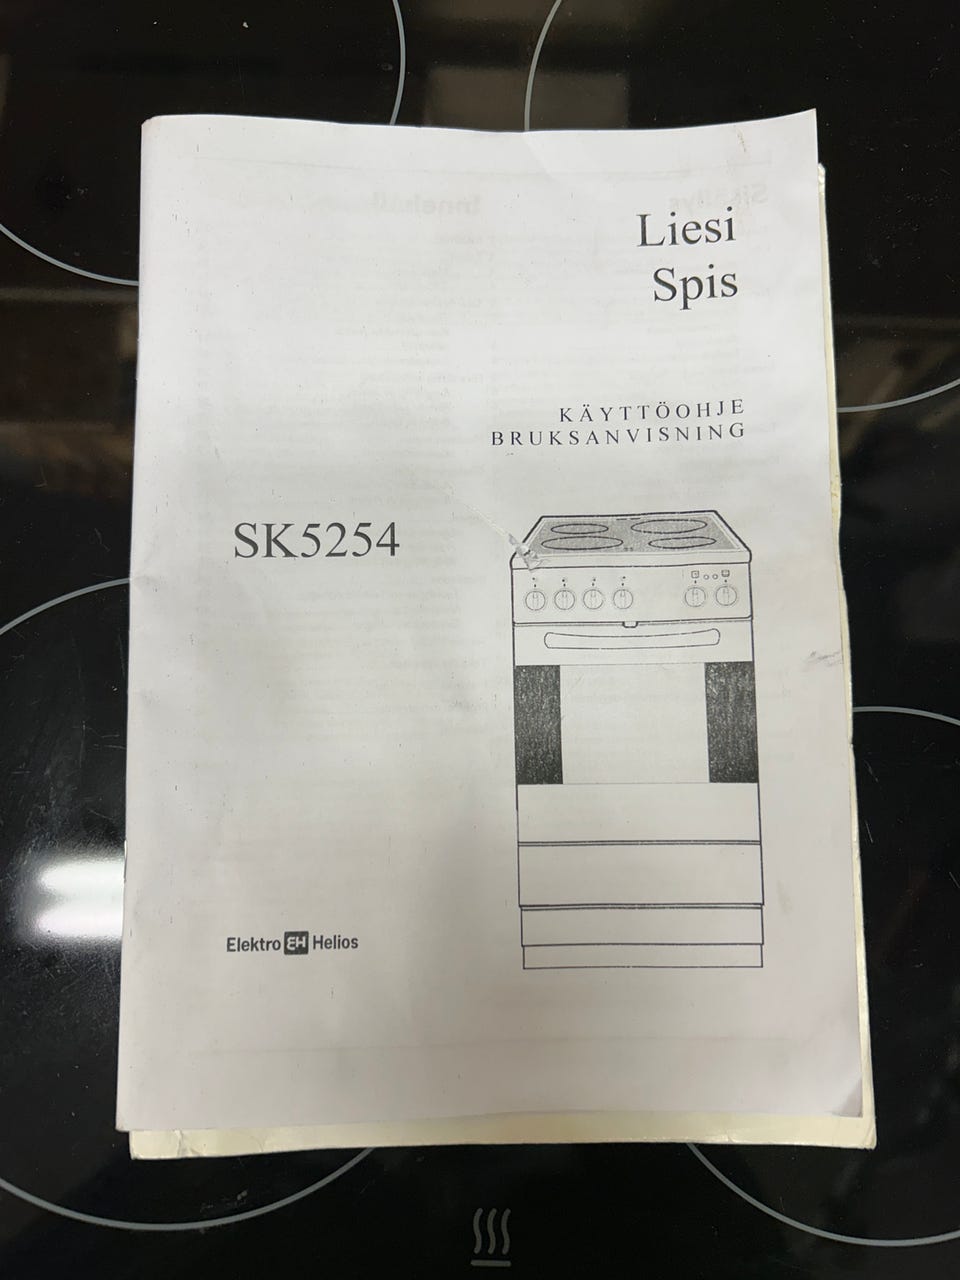 Liesi
Spis
KÄYTTÖOHJE
BRUKSANVISNING
SK5254
Elektro EH Helios